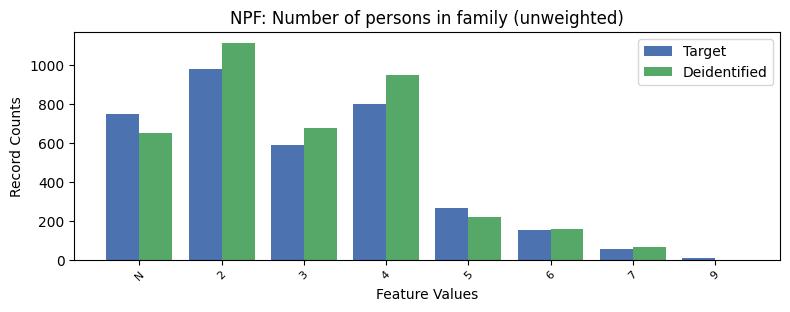 NPF: Number of persons in family (unweighted)
Target
Deidentified
Record Counts
1000
800
600
400
200
0
N 2 3 4 5 6 7 9
Feature Values